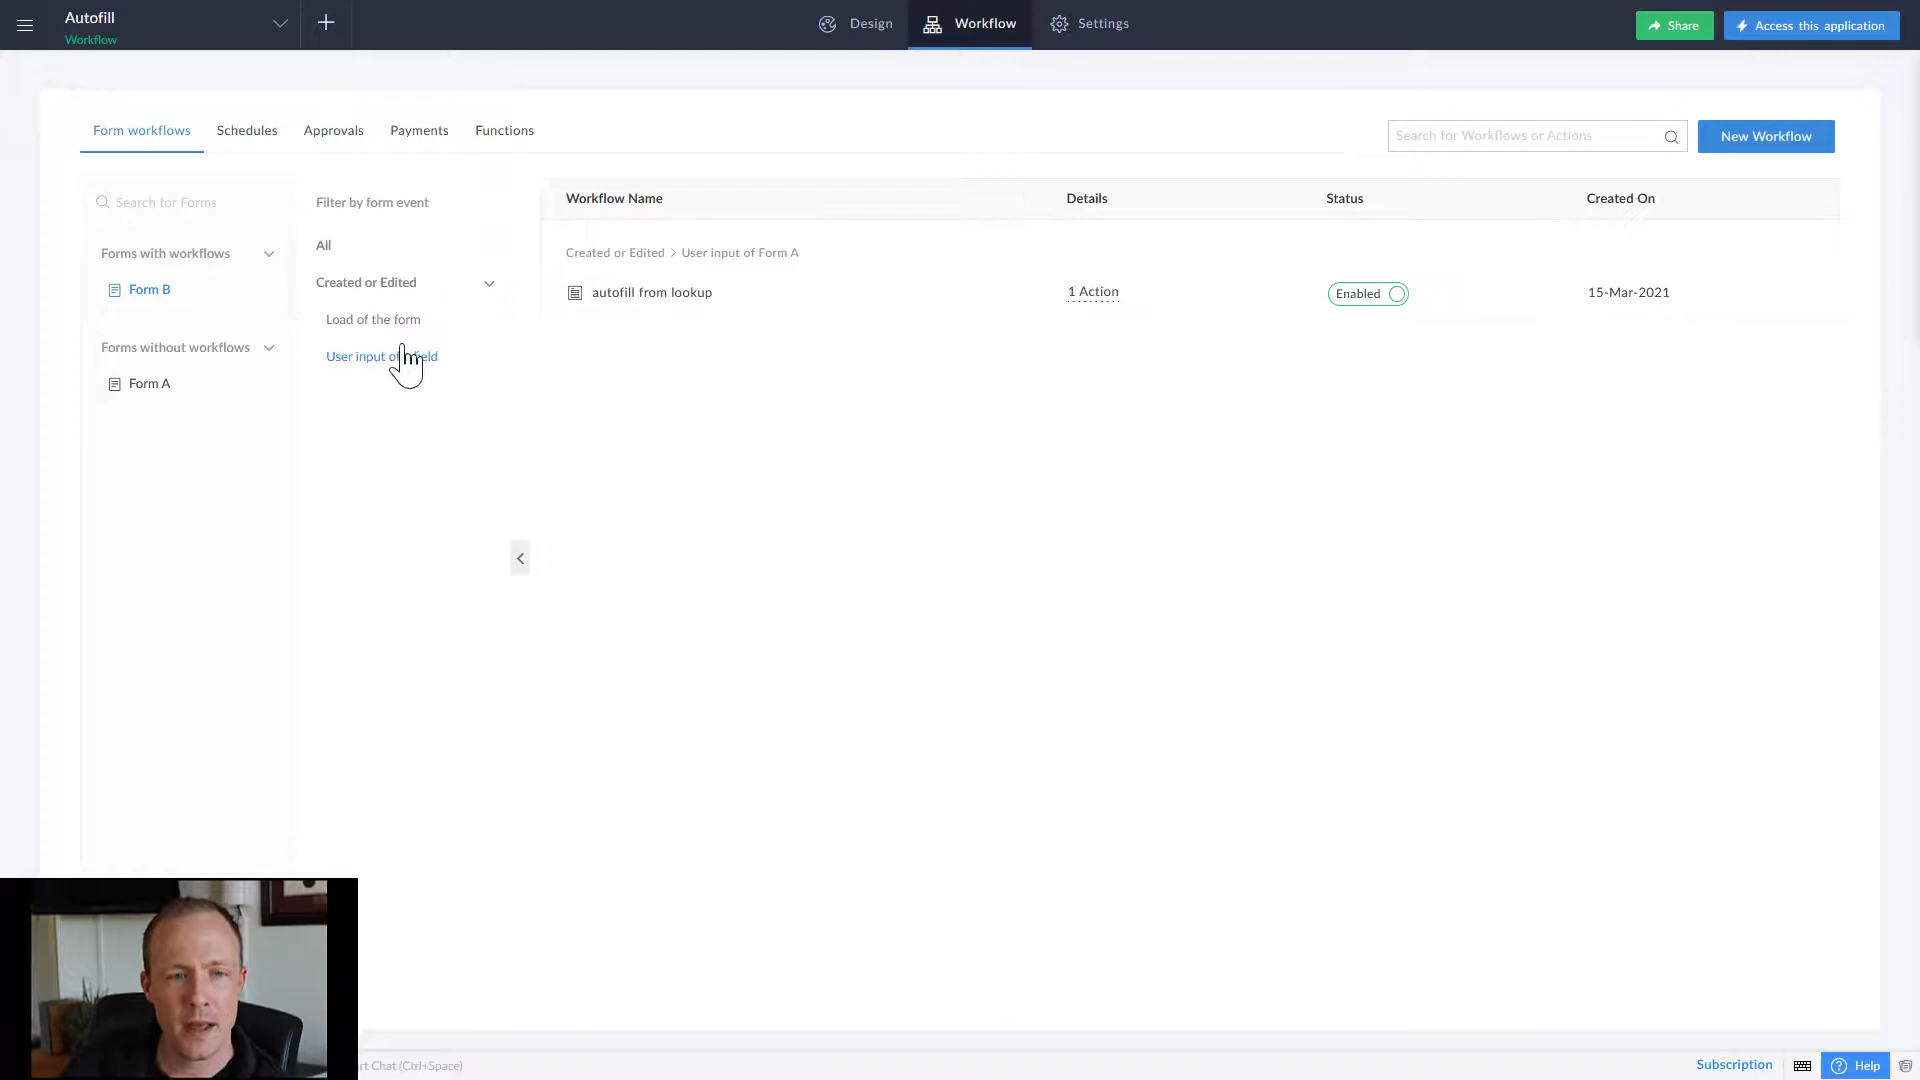 Autofill
Workflow
Design
Workflow
Settings
Share
Access this application
Form workflows
Schedules
Approvals
Payments
Functions
Search for Workflows or Actions
New Workflow
Search for Forms
Forms with workflows
Form B
Forms without workflows
Form A
Filter by form event
All
Created or Edited
Load of the form
User input of field
Workflow Name
Details
Status
Created On
Created or Edited > User input of Form A
autofill from lookup
1 Action
Enabled
15-Mar-2021
Chat (Ctrl+Space)
Subscription
Help